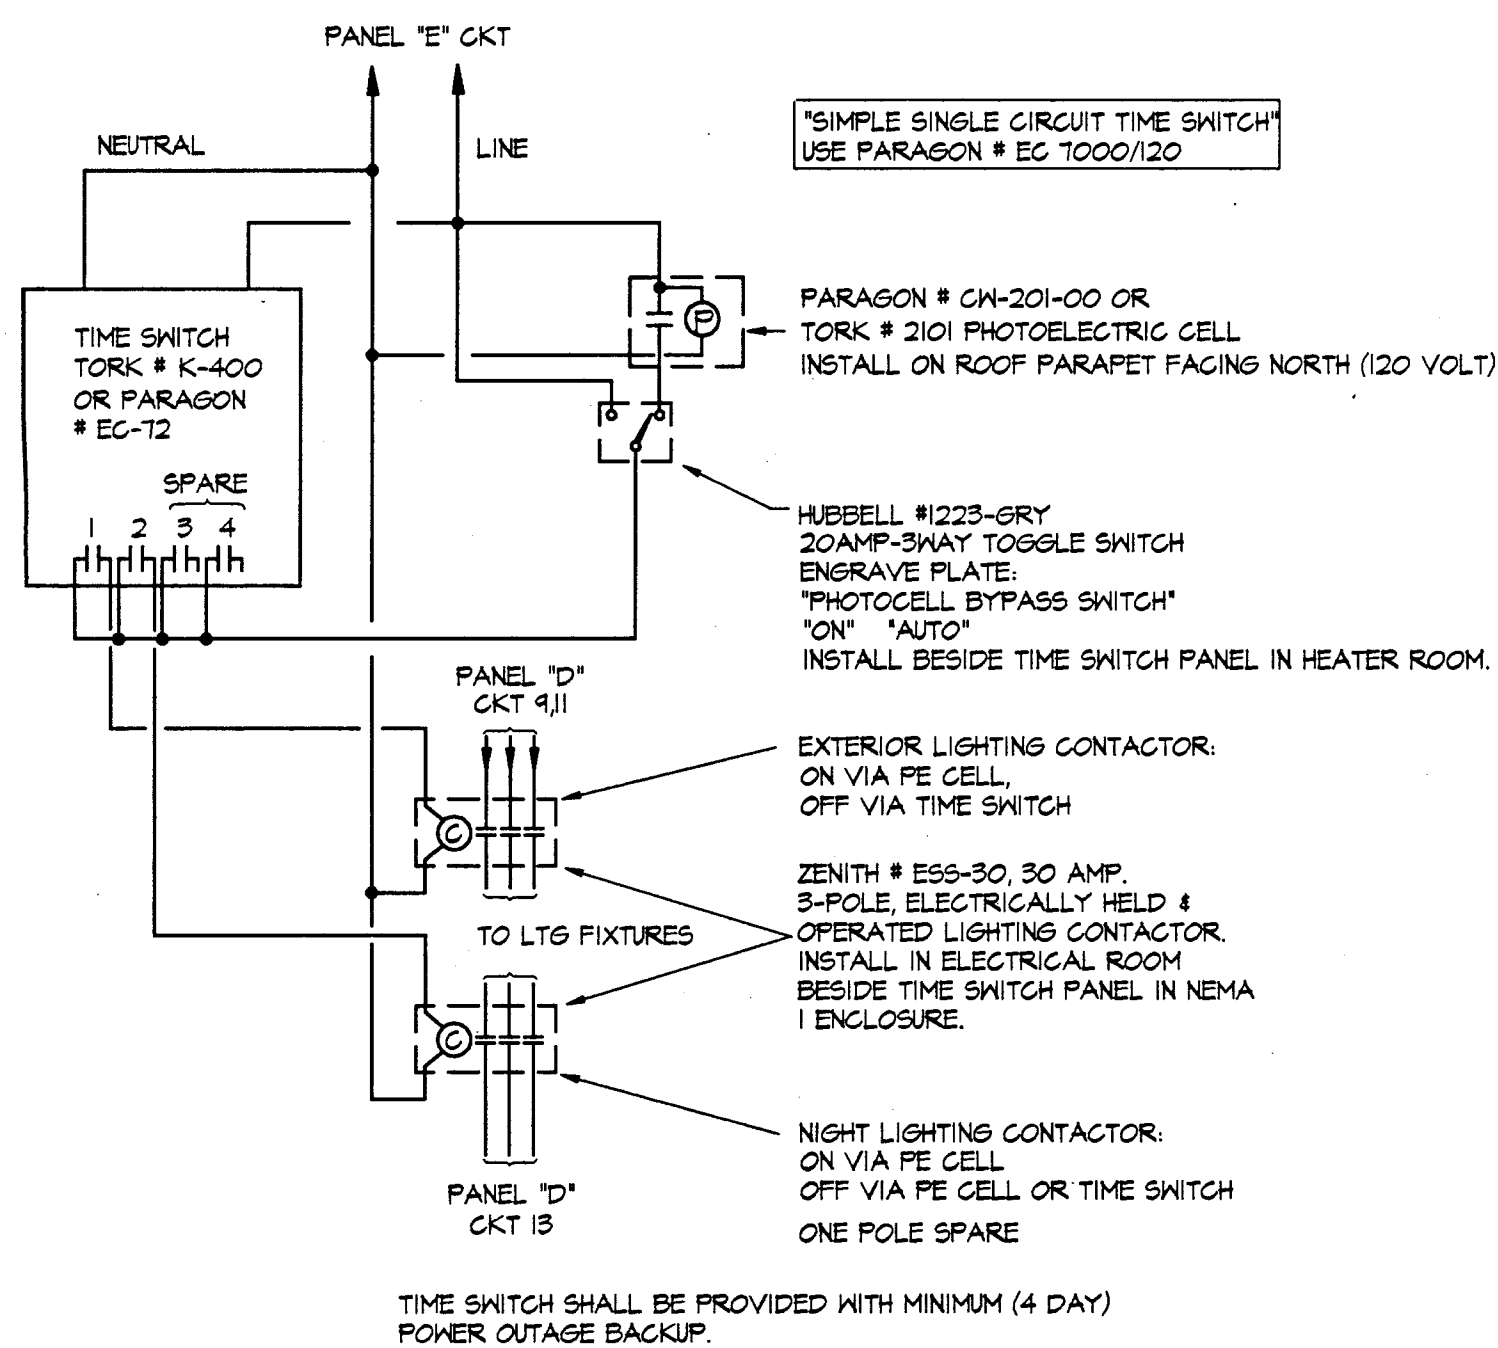 PANEL "E" CKT
NEUTRAL
LINE
"SIMPLE SINGLE CIRCUIT TIME SWITCH"
USE PARAGON # EC 7000/120
TIME SWITCH
TORK # K-400
OR PARAGON
# EC-72
SPARE
1 2 3 4
P
PARAGON # CW-201-00 OR
TORK # 2101 PHOTOELECTRIC CELL
INSTALL ON ROOF PARAPET FACING NORTH (120 VOLT)
HUBBELL #1223-GRY
20AMP-3WAY TOGGLE SWITCH
ENGRAVE PLATE:
"PHOTOCELL BYPASS SWITCH"
"ON" "AUTO"
INSTALL BESIDE TIME SWITCH PANEL IN HEATER ROOM.
PANEL "D"
CKT 9,11
C
EXTERIOR LIGHTING CONTACTOR:
ON VIA PE CELL,
OFF VIA TIME SWITCH
TO LTG FIXTURES
ZENITH # ESS-30, 30 AMP.
3-POLE, ELECTRICALLY HELD &
OPERATED LIGHTING CONTACTOR.
INSTALL IN ELECTRICAL ROOM
BESIDE TIME SWITCH PANEL IN NEMA
1 ENCLOSURE.
C
NIGHT LIGHTING CONTACTOR:
ON VIA PE CELL
OFF VIA PE CELL OR TIME SWITCH
ONE POLE SPARE
PANEL "D"
CKT 13
TIME SWITCH SHALL BE PROVIDED WITH MINIMUM (4 DAY)
POWER OUTAGE BACKUP.